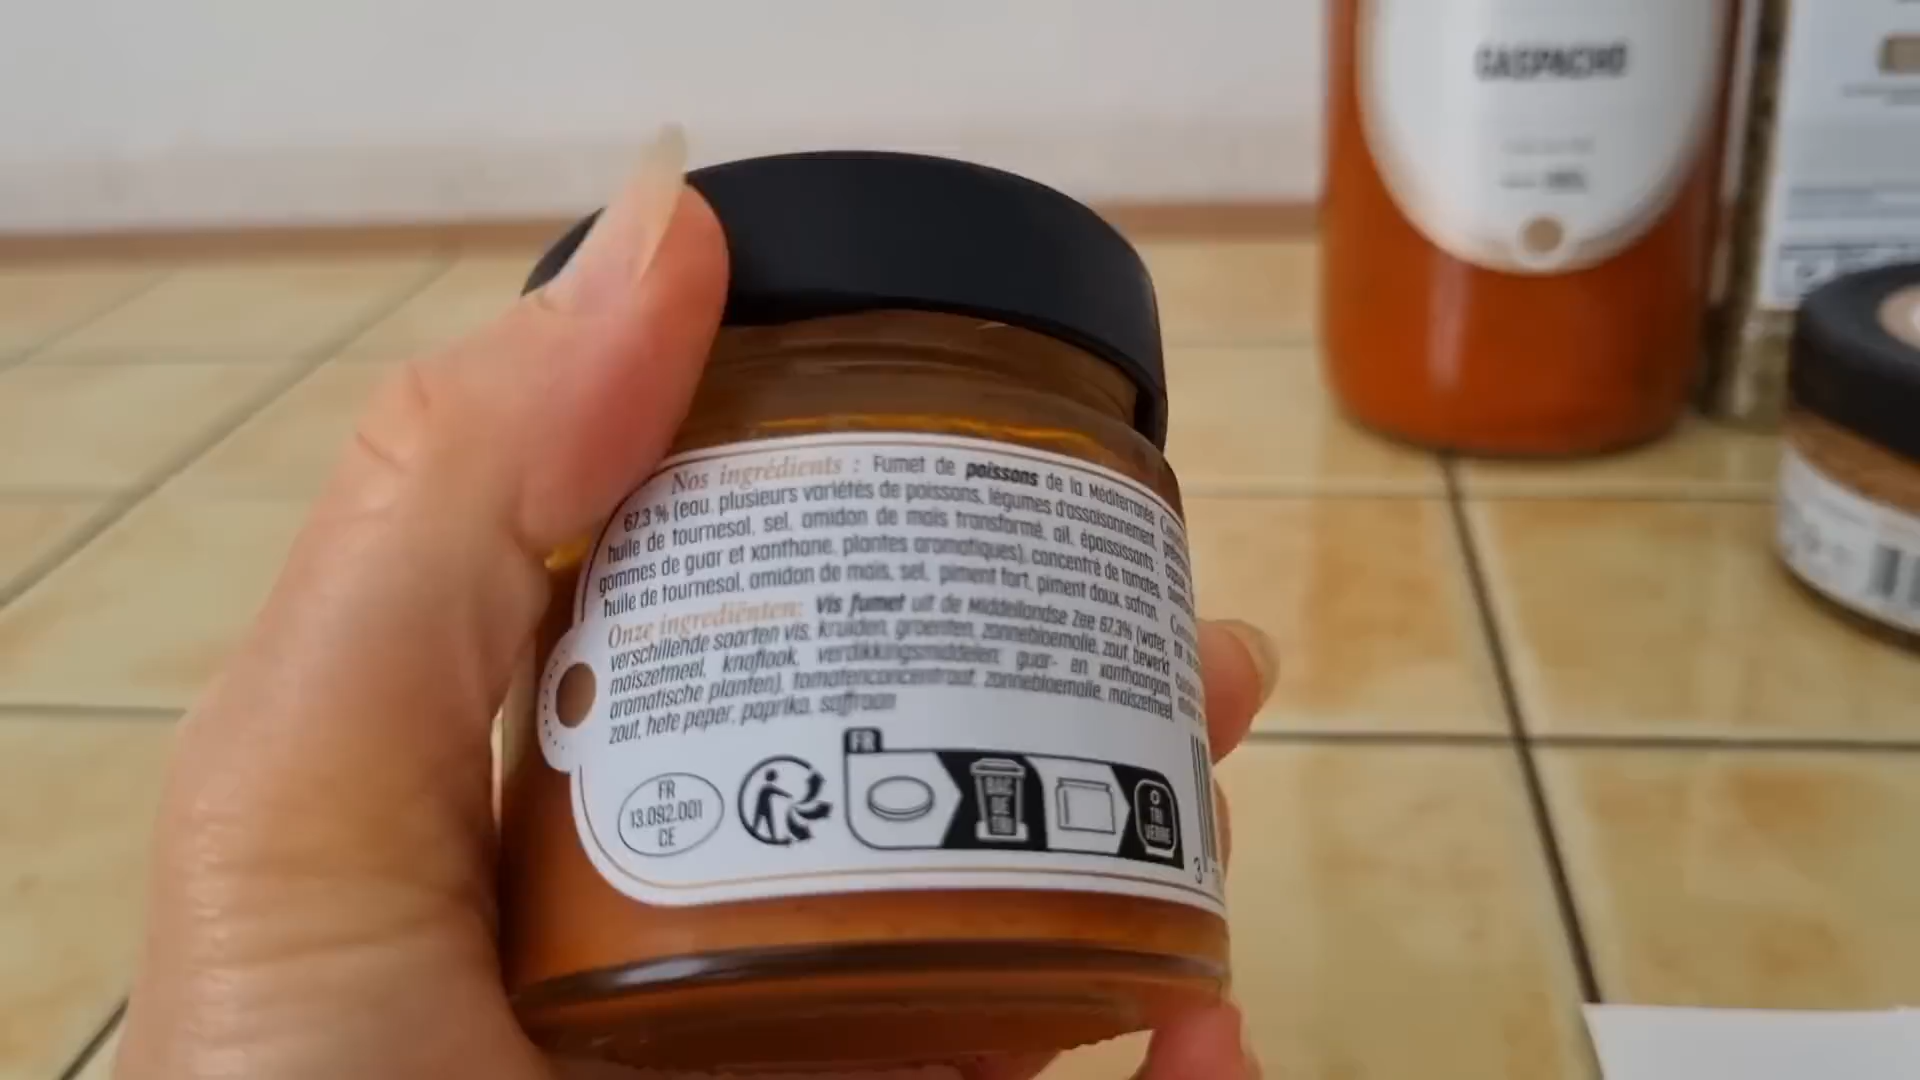 GASPACHO
Nos ingrédients : Fumet de poissons de la Méditerranée
67,3 % (eau, plusieurs variétés de poissons, légumes d'assaisonnement,
huile de tournesol, sel, amidon de maïs transformé, ail, épaississants :
gommes de guar et xanthane, plantes aromatiques), concentré de tomates,
huile de tournesol, amidon de maïs, sel, piment fort, piment doux, safran.
Onze ingrediënten: Vis fumet uit de Middellandse Zee 67,3% (water,
verschillende soorten vis, kruiden, groenten, zonnebloemolie, zout, bewerkt
maïszetmeel, knoflook, verdikkingsmiddelen: guar- en xanthaangom,
aromatische planten), tomatenconcentraat, zonnebloemolie, maïszetmeel,
zout, hete peper, paprika, saffraan
FR
FR
13.092.001
CE
BAC
DE
TRI
TRI
VERRE
3